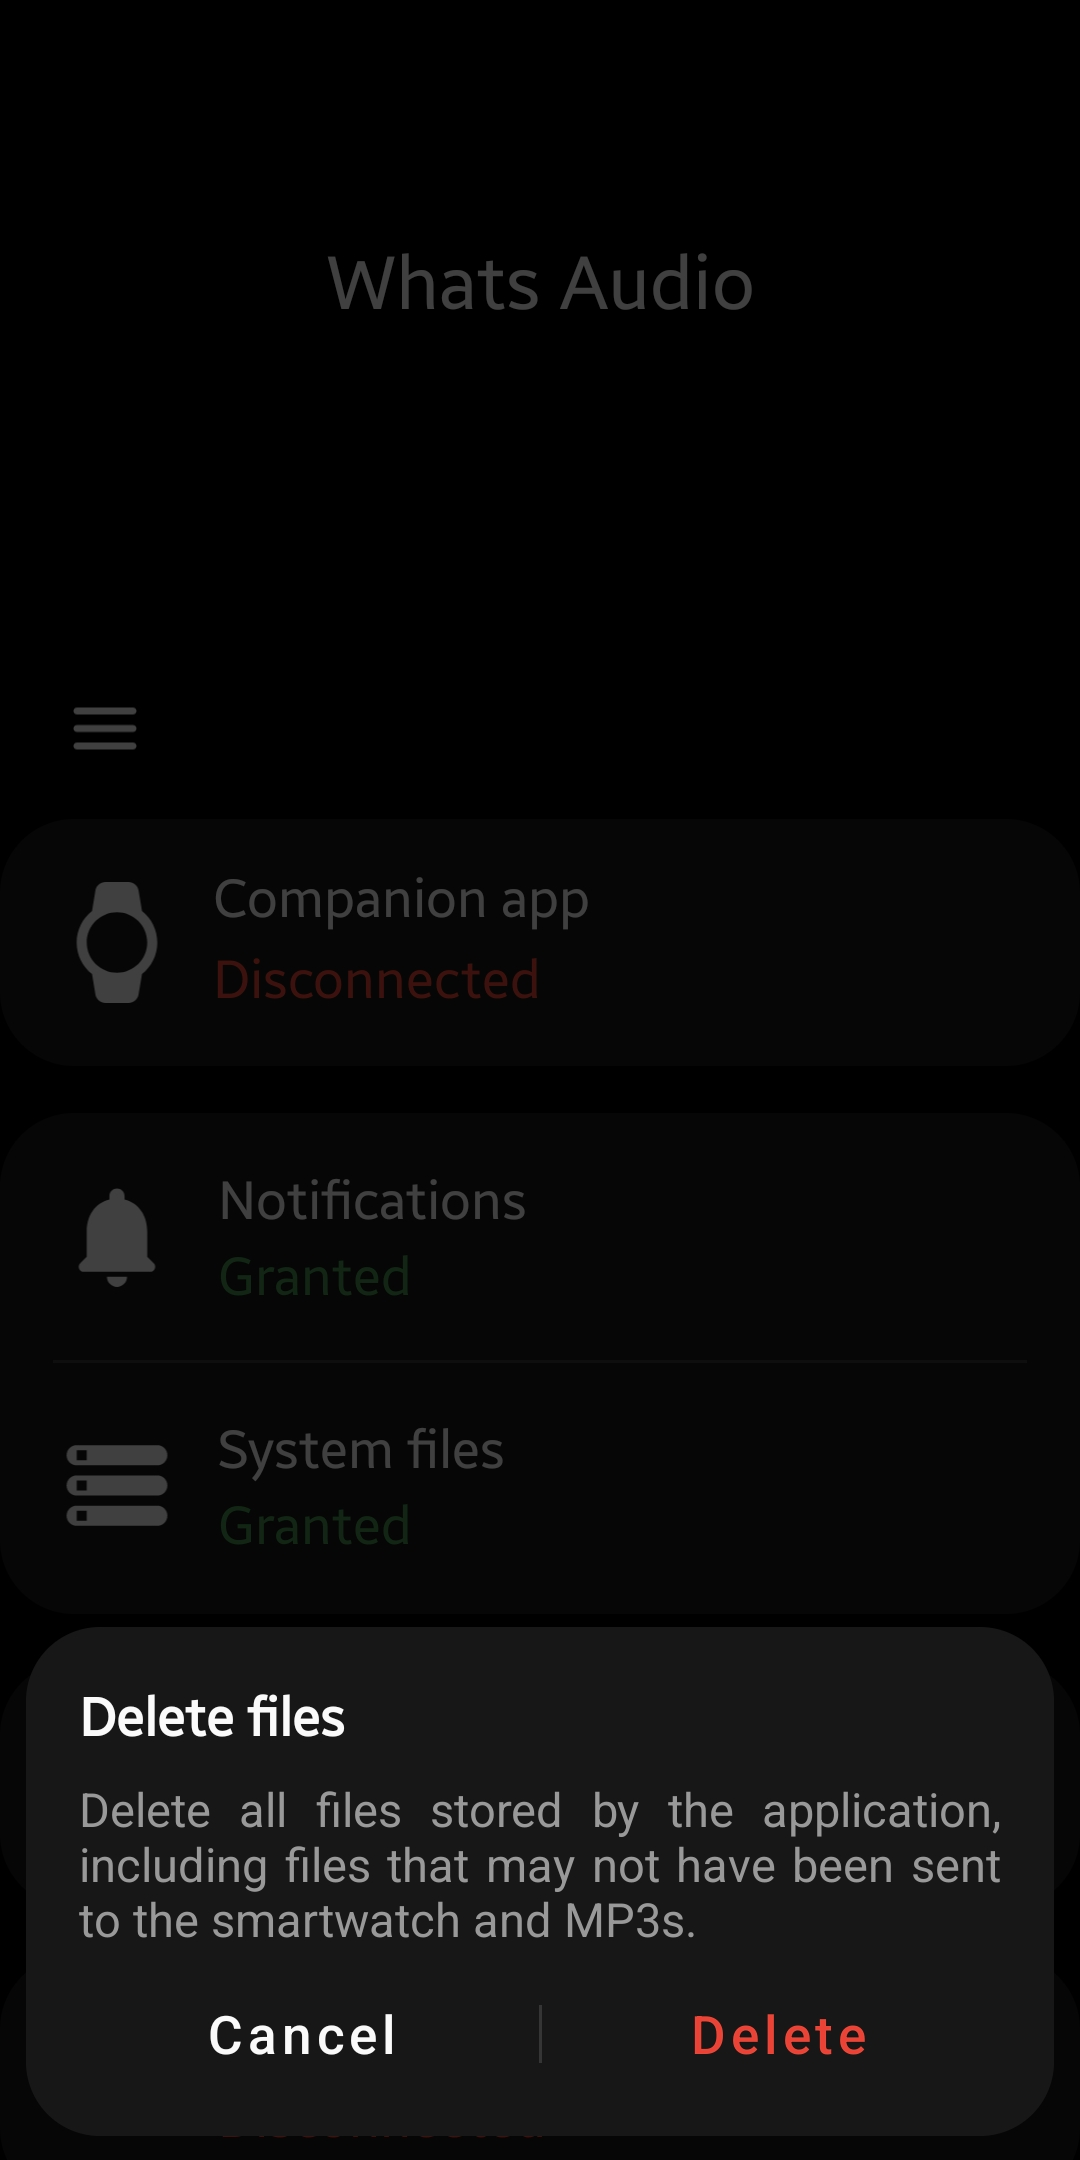 Whats Audio
Companion app
Disconnected
Notifications
Granted
System files
Granted
Delete files
Delete all files stored by the application,
including files that may not have been sent
to the smartwatch and MP3s.
Cancel
Delete